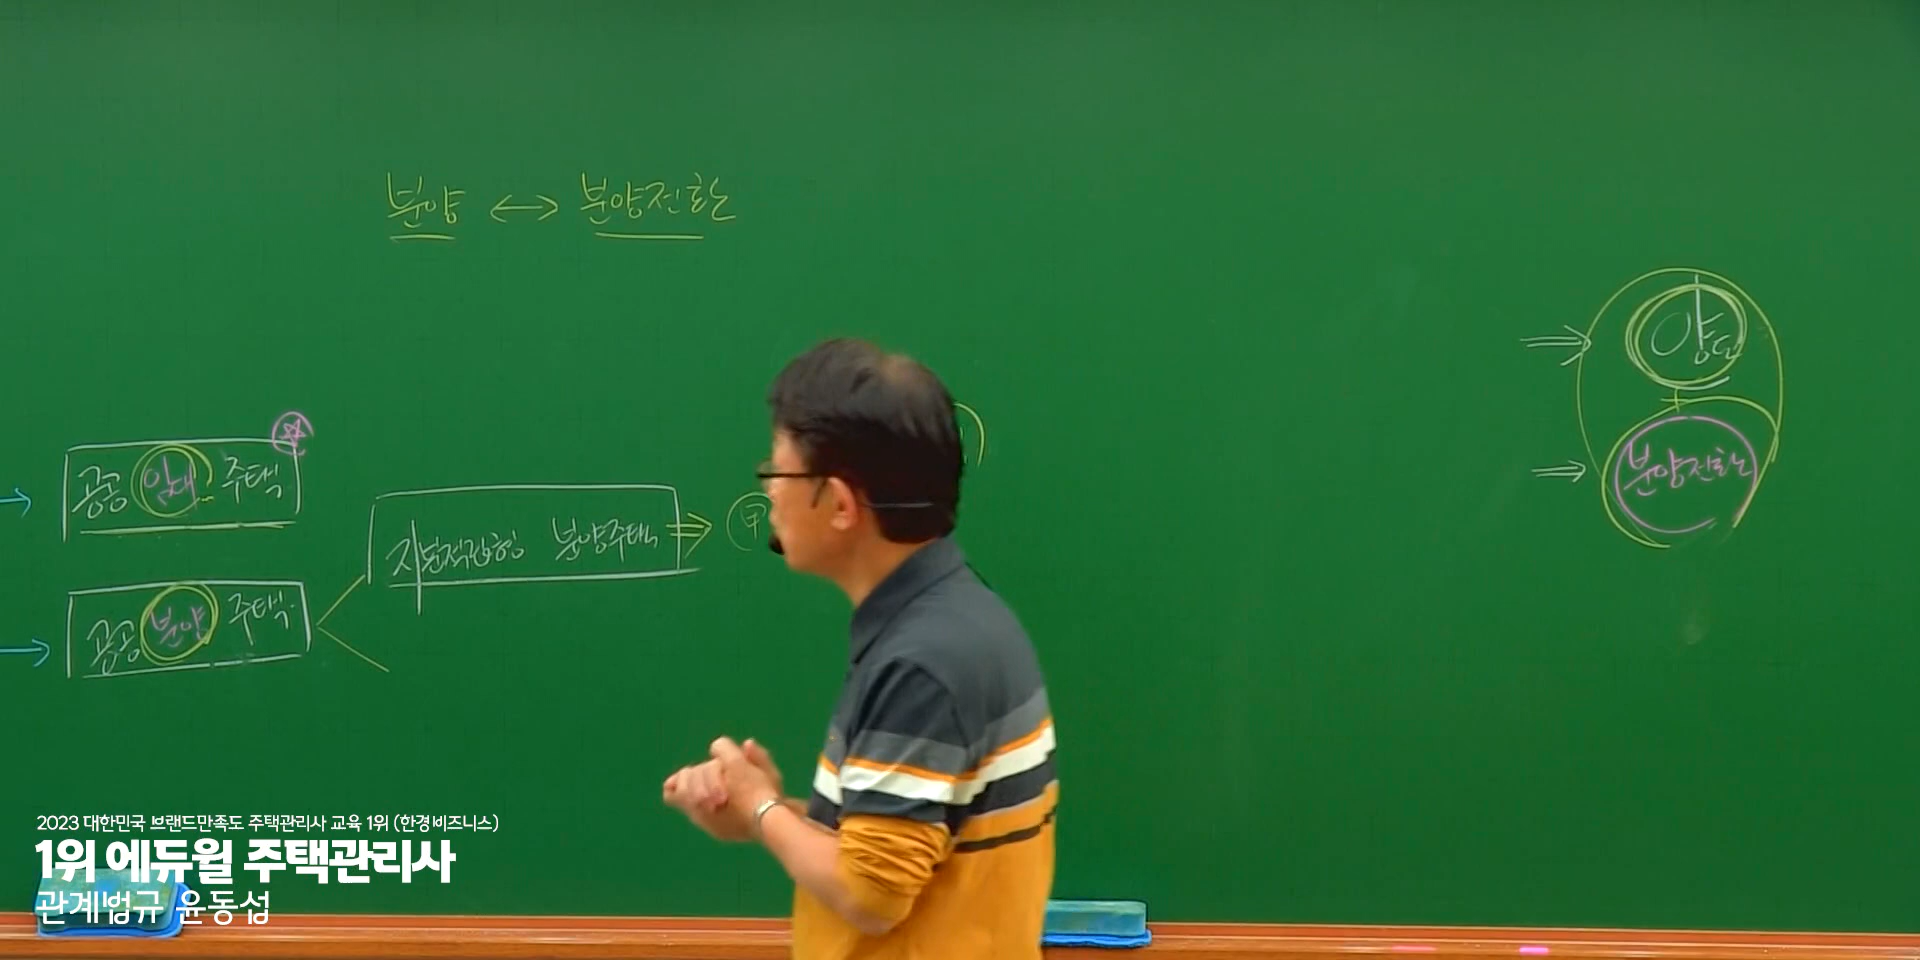 분양 ↔ 분양전환
양도
+
분양전환
공공 임대 주택
지분적립형 분양주택 ⇒ 甲
공공 분양 주택
2023 대한민국 브랜드만족도 주택관리사 교육 1위 (한경비즈니스)
1위 에듀윌 주택관리사
관계법규 윤동섭